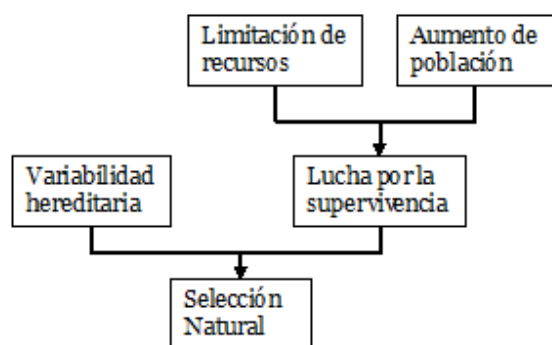 Limitación de
recursos
Aumento de
población
Variabilidad
hereditaria
Lucha por la
supervivencia
Selección
Natural